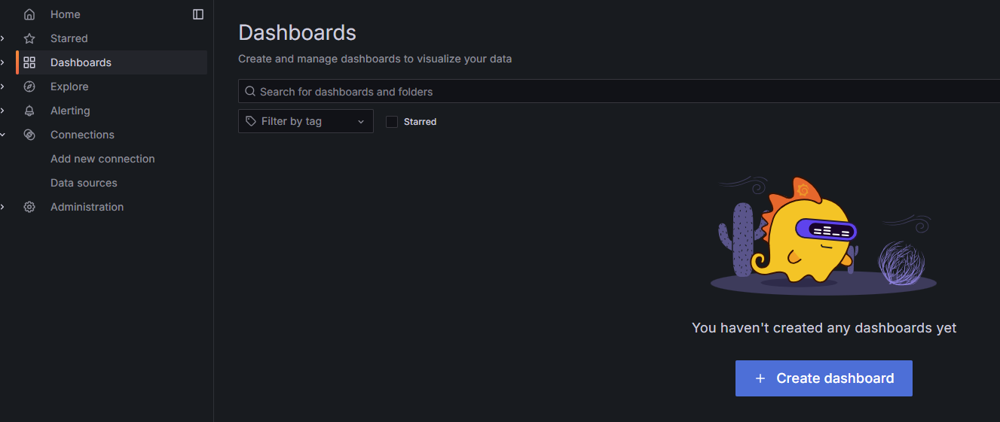 Home
Starred
Dashboards
Explore
Alerting
Connections
Add new connection
Data sources
Administration
Dashboards
Create and manage dashboards to visualize your data
Search for dashboards and folders
Filter by tag
Starred
You haven't created any dashboards yet
+ Create dashboard